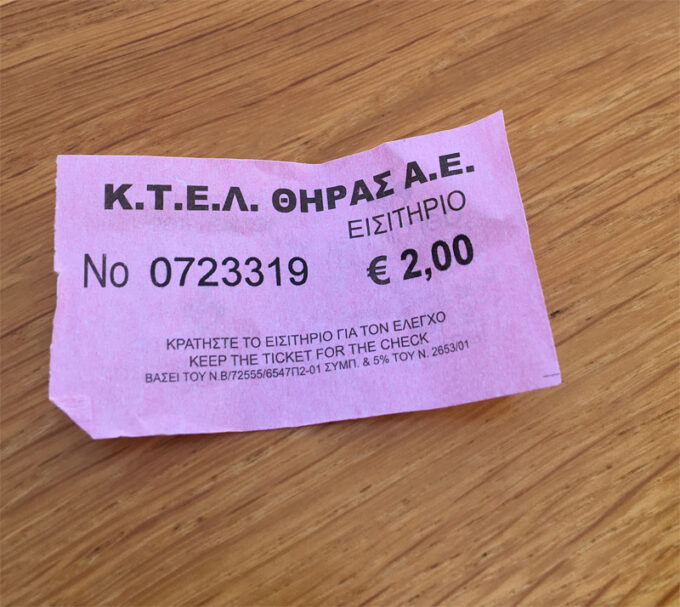 Κ.Τ.Ε.Λ. ΘΗΡΑΣ Α.Ε.
ΕΙΣΙΤΗΡΙΟ
No 0723319 € 2,00
ΚΡΑΤΗΣΤΕ ΤΟ ΕΙΣΙΤΗΡΙΟ ΓΙΑ ΤΟΝ ΕΛΕΓΧΟ
KEEP THE TICKET FOR THE CHECK
ΒΑΣΕΙ ΤΟΥ Ν.Β/72555/6547Π2-01 ΣΥΜΠ. & 5% ΤΟΥ Ν. 2653/01